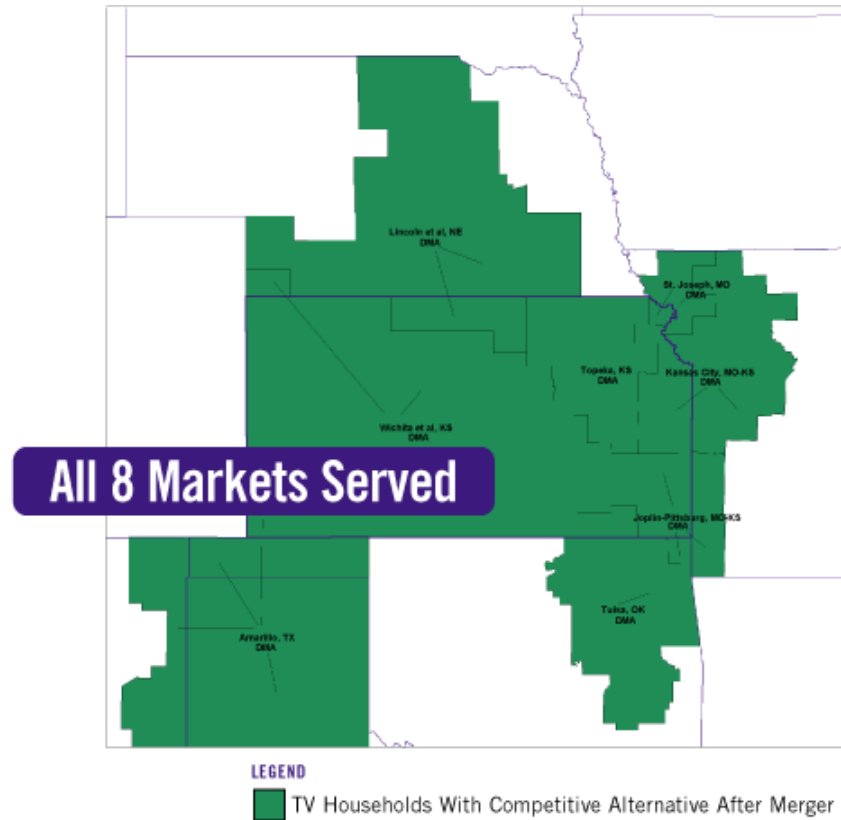 Lincoln et al, NE
DMA
St. Joseph, MO
DMA
Topeka, KS
DMA
Kansas City, MO-KS
DMA
Wichita et al, KS
DMA
All 8 Markets Served
Joplin-Pittsburg, MO-KS
DMA
Tulsa, OK
DMA
Amarillo, TX
DMA
LEGEND
TV Households With Competitive Alternative After Merger